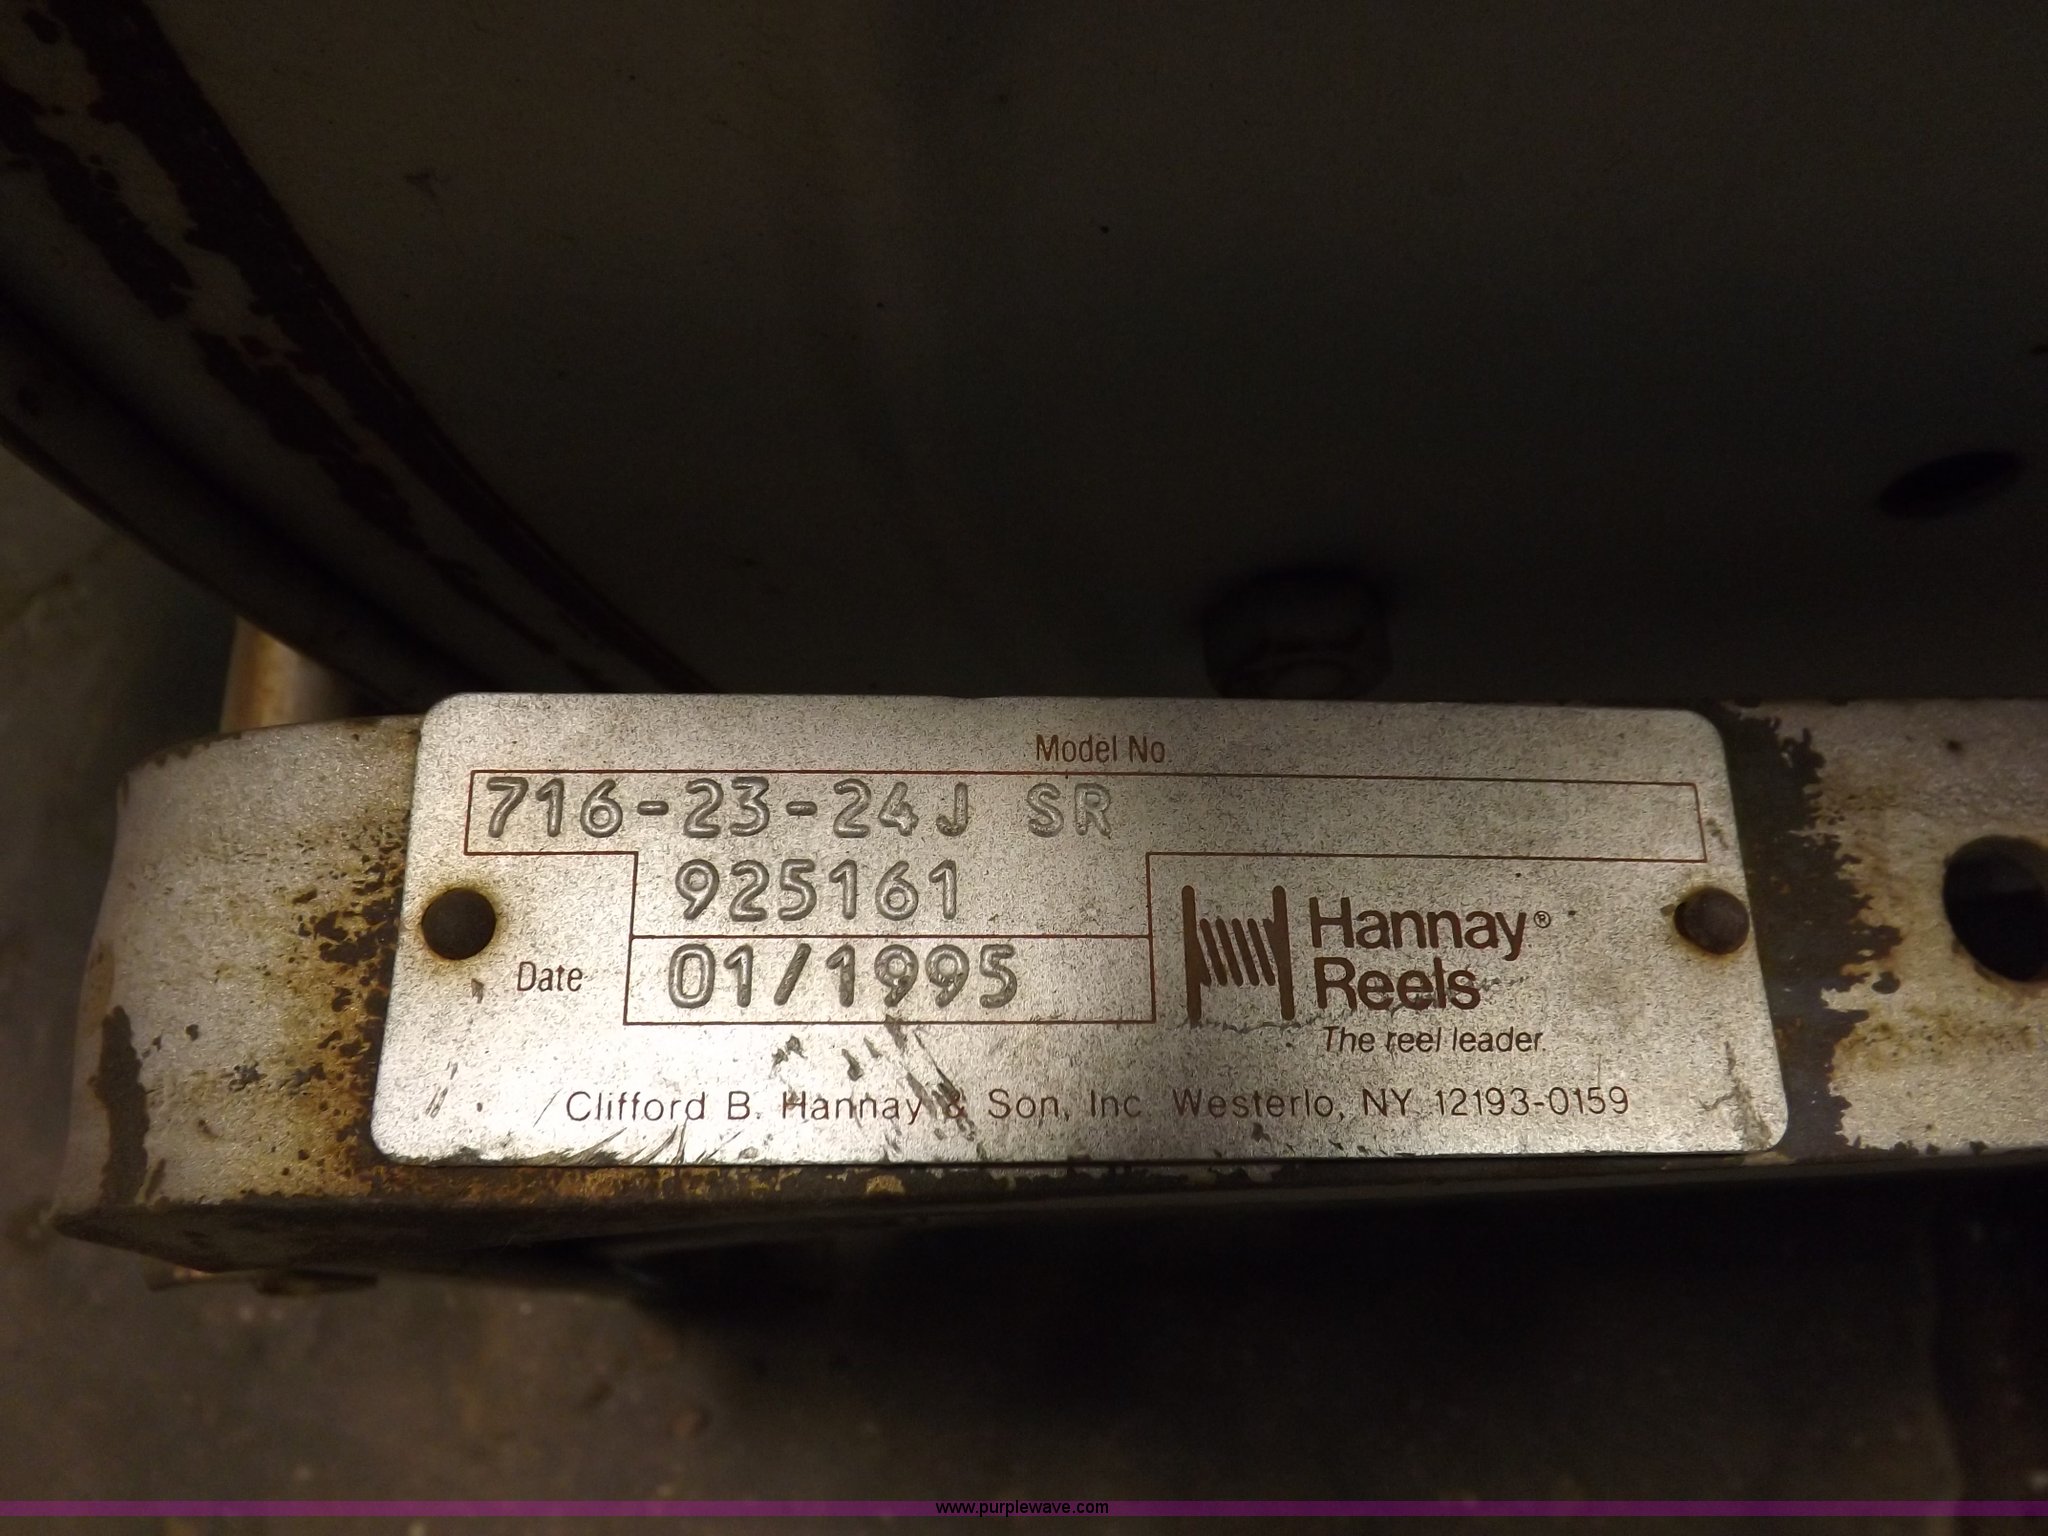 Model No.
716-23-24J SR
925161
Date 01/1995
Hannay®
Reels
The reel leader.
Clifford B. Hannay & Son, Inc. Westerlo, NY 12193-0159
www.purplewave.com